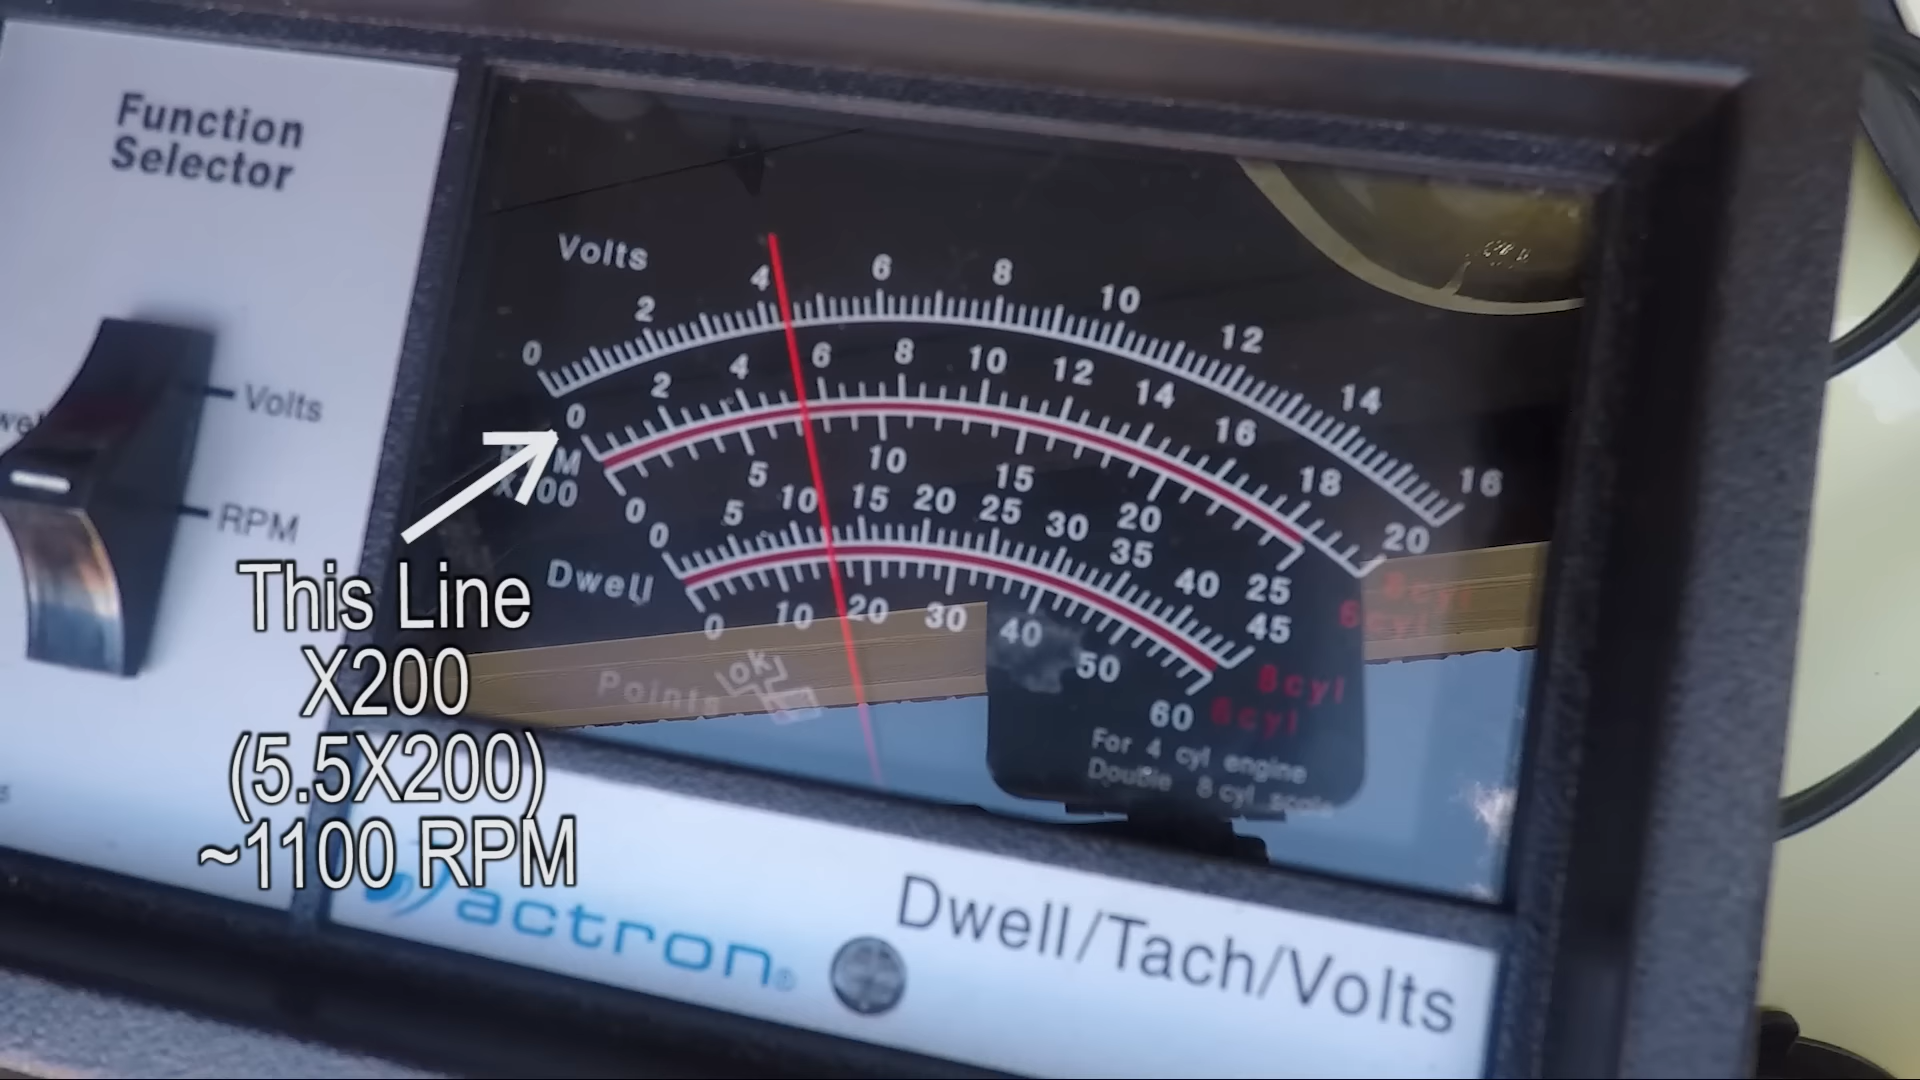 Function
Selector
Volts
RPM
Volts
0 2 4 6 8 10 12 14 16
0 2 4 6 8 10 12 14 16 18 20
RPM
X100
0 5 10 15 20 25
8cyl
6cyl
0 5 10 15 20 25 30 35 40 45
Dwell
0 10 20 30 40 50 60
8cyl
6cyl
Points ok
For 4 cyl engine
Double 8 cyl scale
This Line
X200
(5.5X200)
~1100 RPM
actron®
Dwell/Tach/Volts